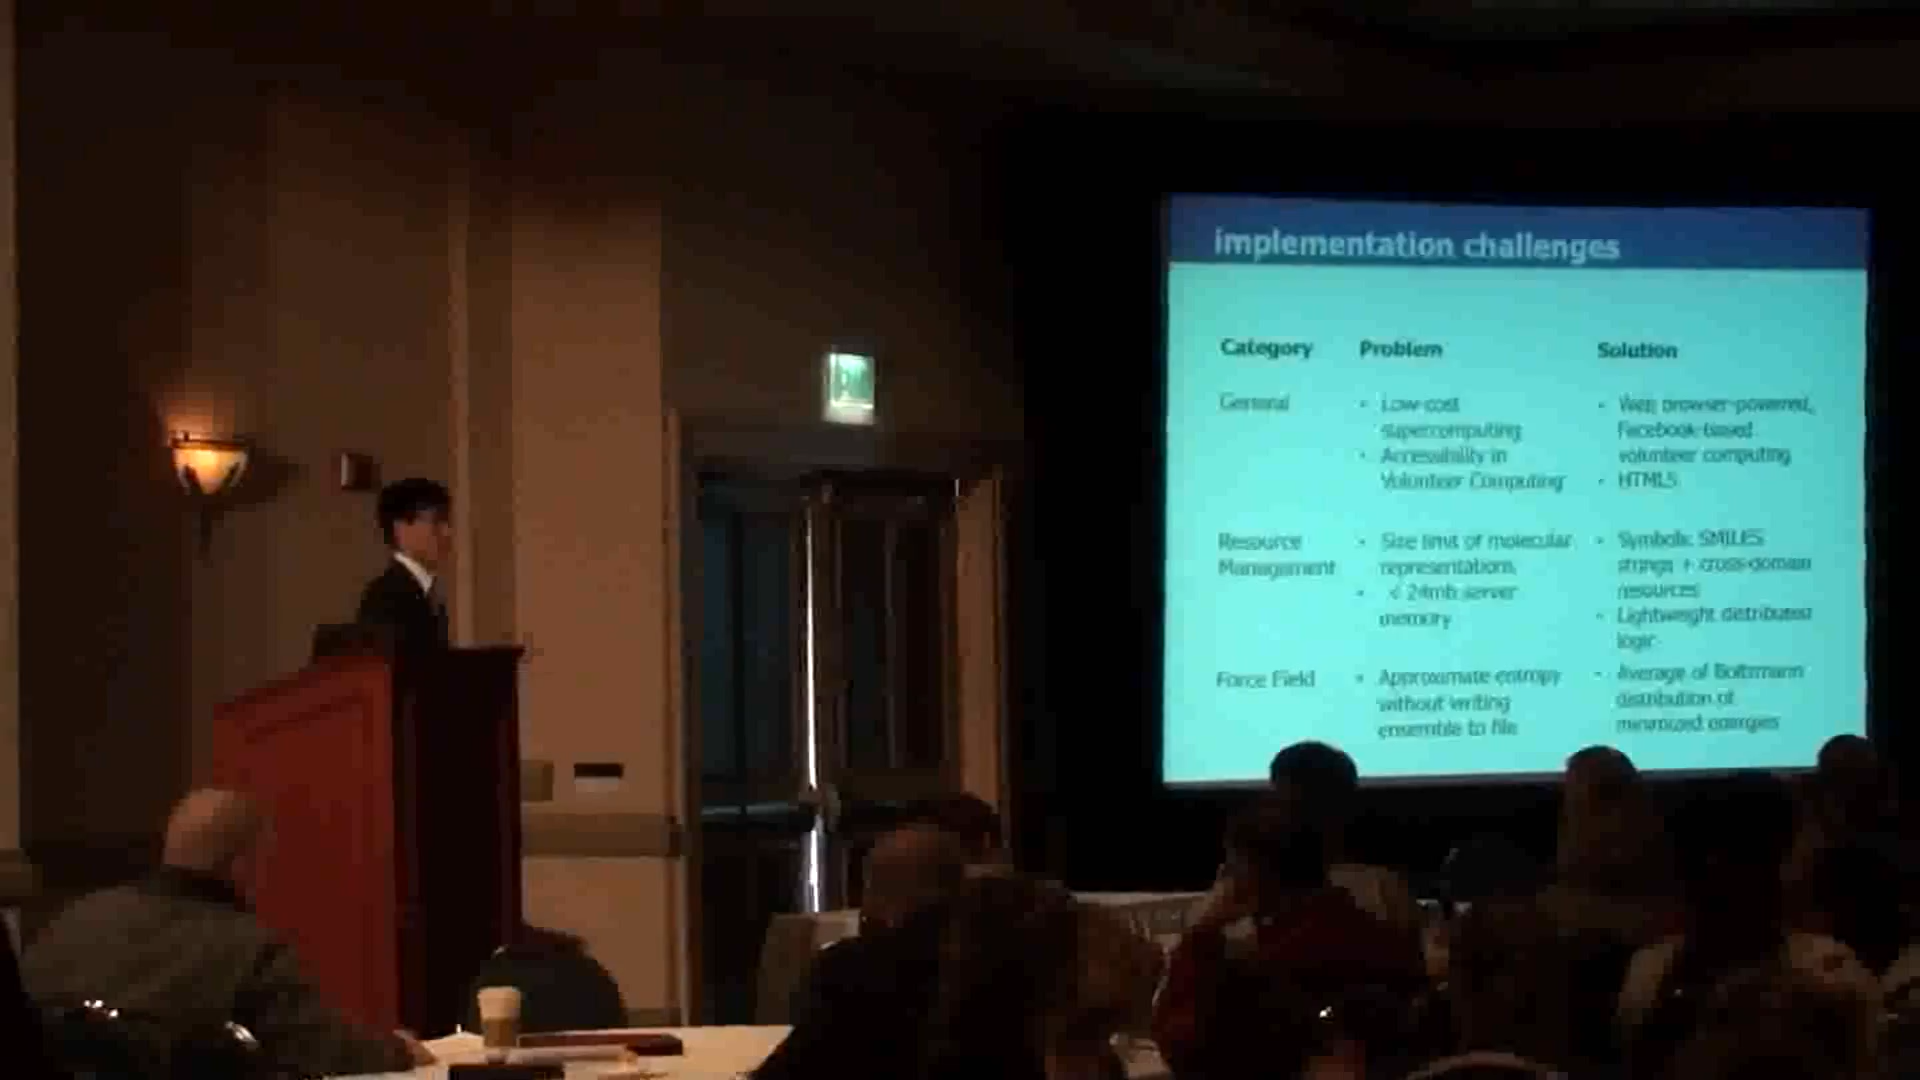 implementation challenges
Category Problem Solution
General
• Low-cost
supercomputing
• Accessibility in
Volunteer Computing
• Web browser-powered,
Facebook-based
volunteer computing
• HTML5
Resource
Management
• Size limit of molecular
representations,
• < 24mb server
memory
• Symbolic SMILES
strings + cross-domain
resources
• Lightweight distributed
logic
Force Field
• Approximate entropy
without writing
ensemble to file
• Average of Boltzmann
distribution of
minimized energies